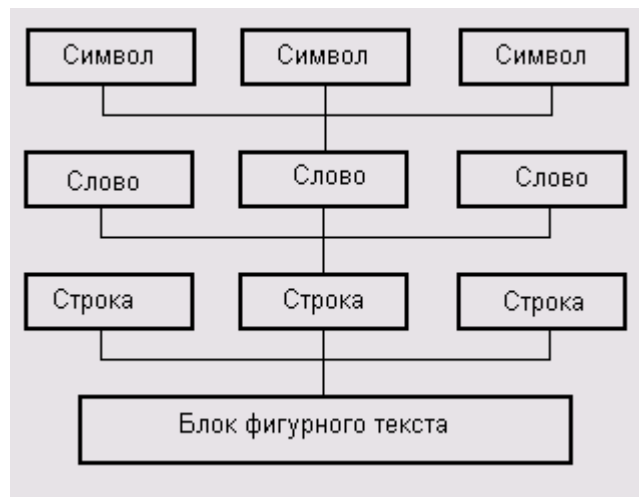 Символ Символ Символ
Слово Слово Слово
Строка Строка Строка
Блок фигурного текста